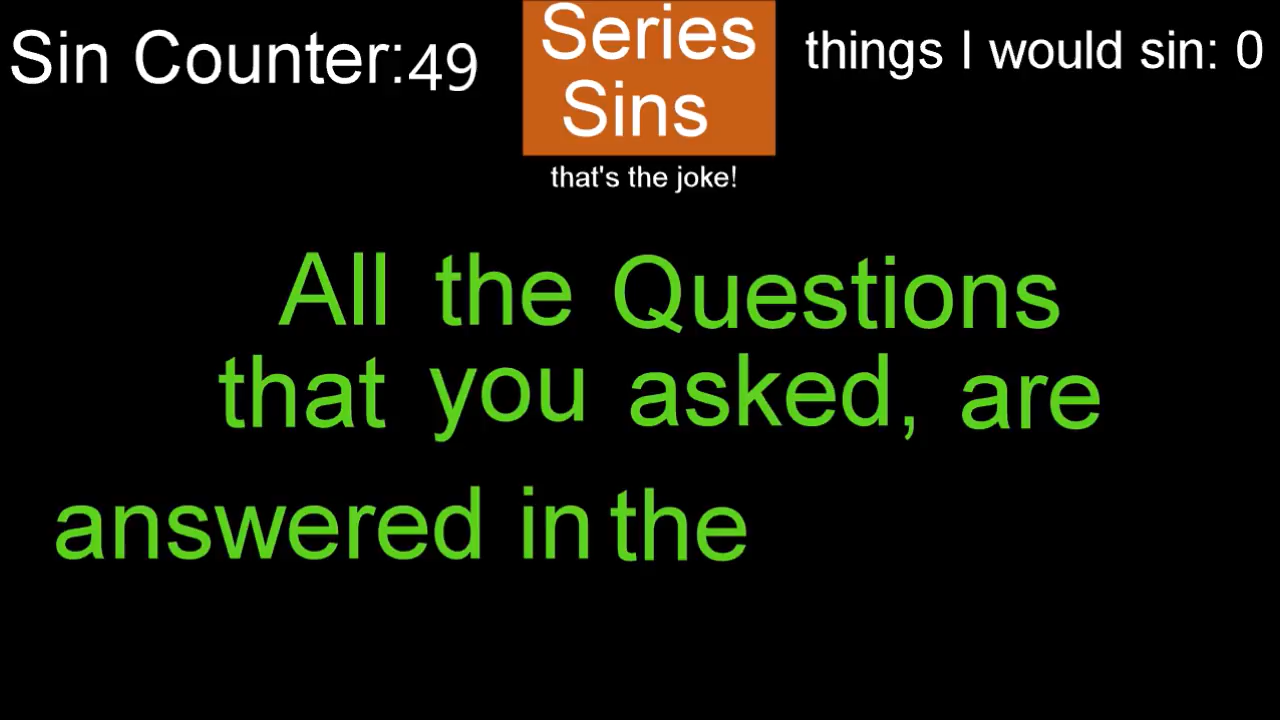 Sin Counter:49
Series
Sins
things I would sin: 0
that's the joke!
All the Questions
that you asked, are
answered in the